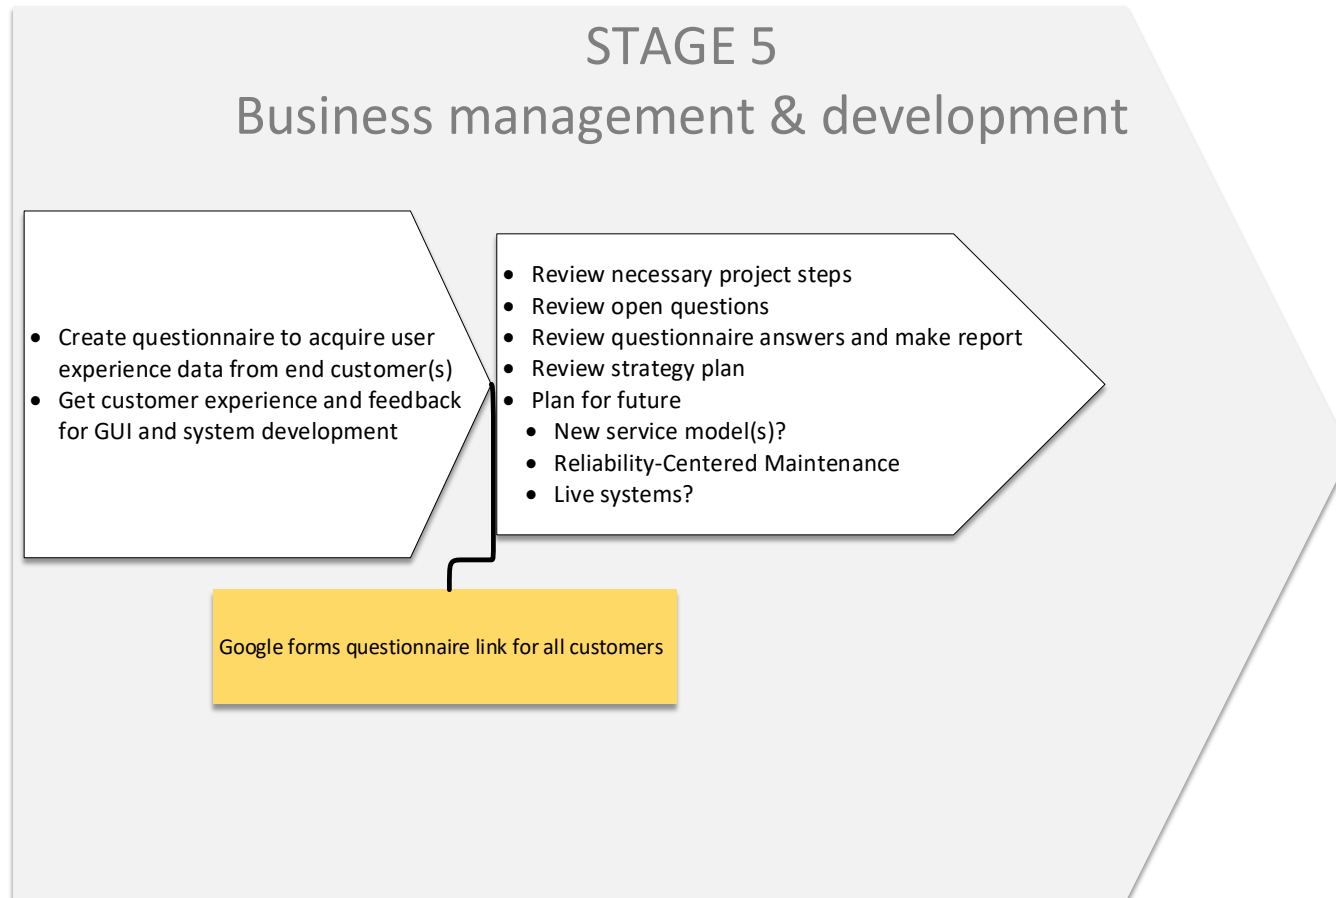 STAGE 5
Business management & development
• Create questionnaire to acquire user
experience data from end customer(s)
• Get customer experience and feedback
for GUI and system development
• Review necessary project steps
• Review open questions
• Review questionnaire answers and make report
• Review strategy plan
• Plan for future
• New service model(s)?
• Reliability-Centered Maintenance
• Live systems?
Google forms questionnaire link for all customers